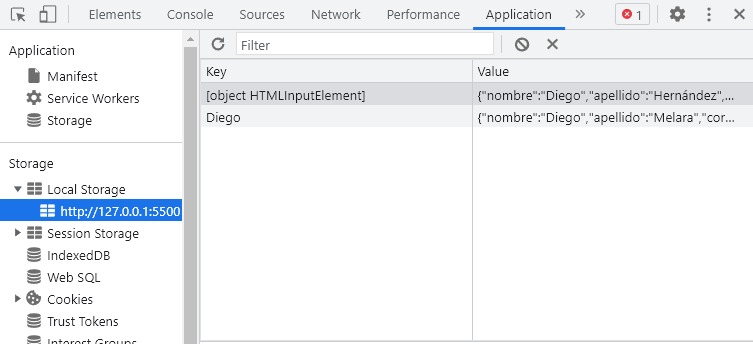 Elements Console Sources Network Performance Application » 1
Application
Manifest
Service Workers
Storage
Storage
Local Storage
http://127.0.0.1:5500
Session Storage
IndexedDB
Web SQL
Cookies
Trust Tokens
Interest Groups
Filter
Key Value
[object HTMLInputElement] {"nombre":"Diego","apellido":"Hernández",...
Diego {"nombre":"Diego","apellido":"Melara","cor...